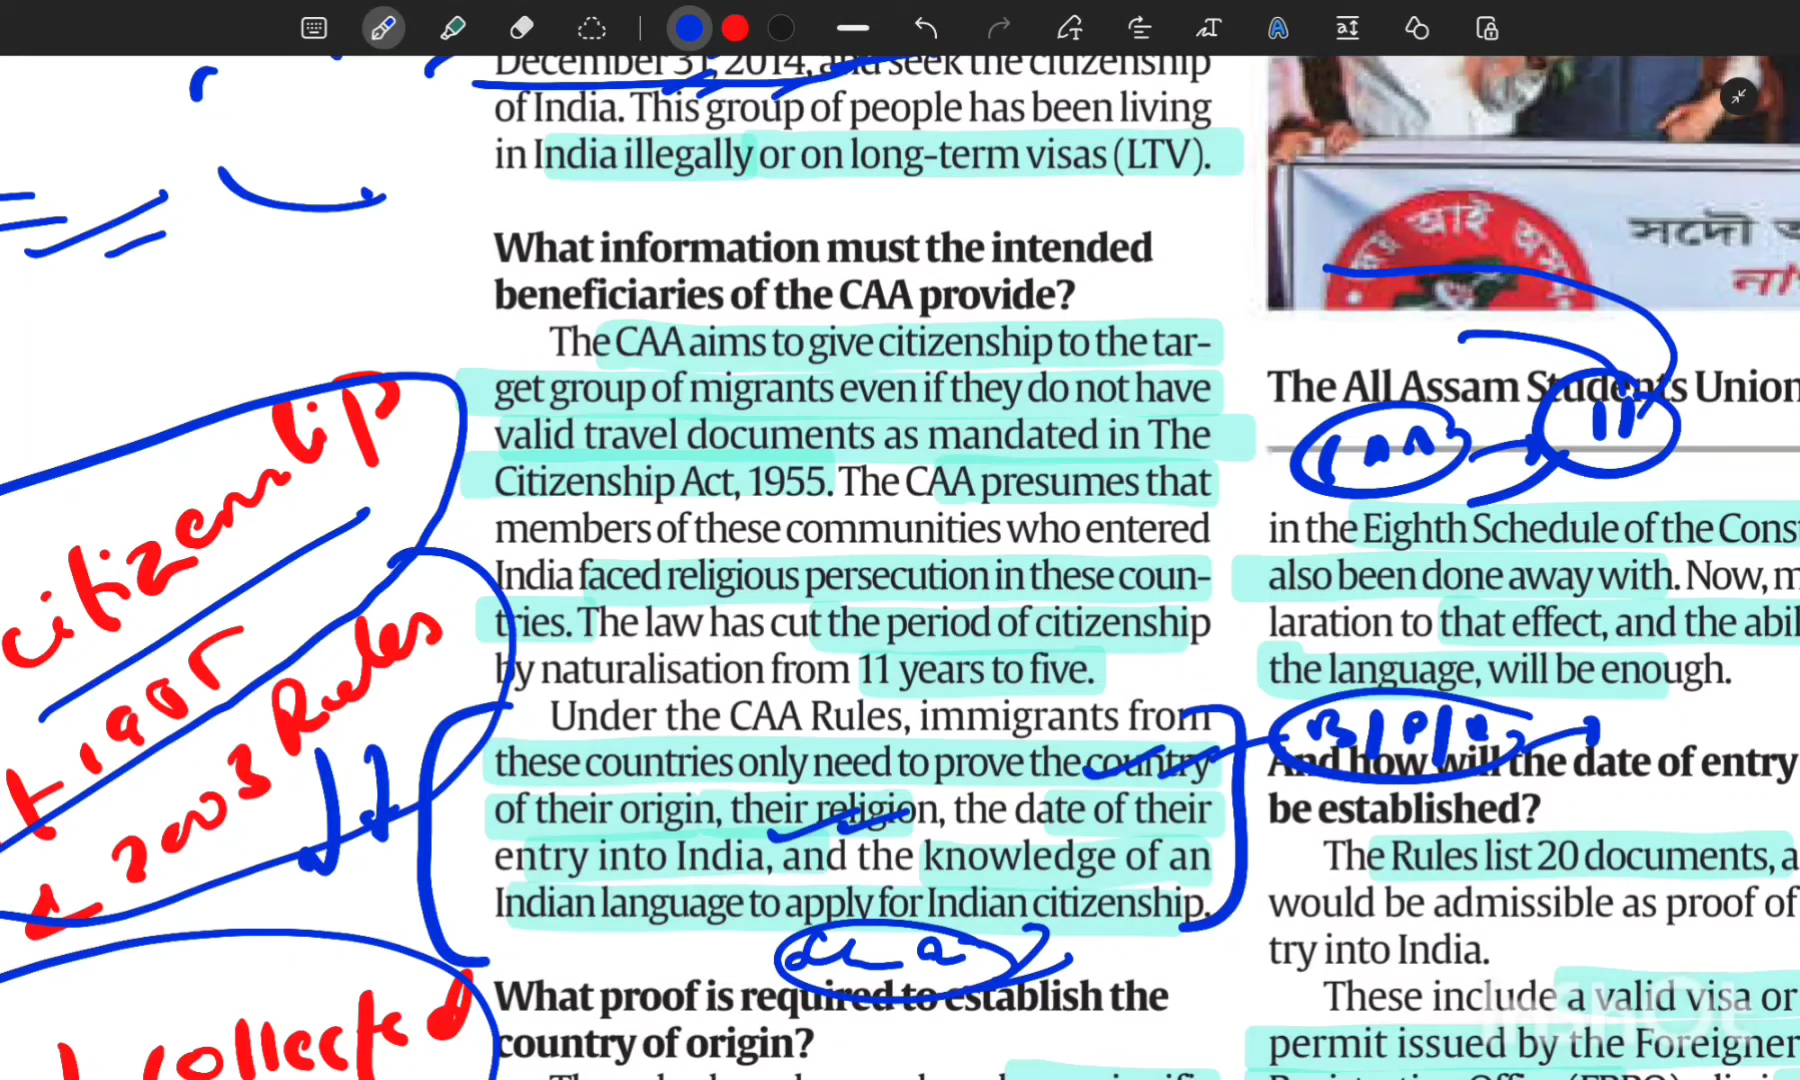 December 31, 2014, and seek the citizenship
of India. This group of people has been living
in India illegally or on long-term visas (LTV).
What information must the intended
beneficiaries of the CAA provide?
The CAA aims to give citizenship to the tar-
get group of migrants even if they do not have
valid travel documents as mandated in The
Citizenship Act, 1955. The CAA presumes that
members of these communities who entered
India faced religious persecution in these coun-
tries. The law has cut the period of citizenship
by naturalisation from 11 years to five.
Under the CAA Rules, immigrants from
these countries only need to prove the country
of their origin, their religion, the date of their
entry into India, and the knowledge of an
Indian language to apply for Indian citizenship.
What proof is required to establish the
country of origin?
সদৌ
The All Assam Students Union
in the Eighth Schedule of the Cons
also been done away with. Now, m
laration to that effect, and the abil
the language, will be enough.
And how will the date of entry
be established?
The Rules list 20 documents, a
would be admissible as proof of
try into India.
These include a valid visa or
permit issued by the Foreigner
citizenship
1955
2003 Rules
collected
B/P/
InShOt